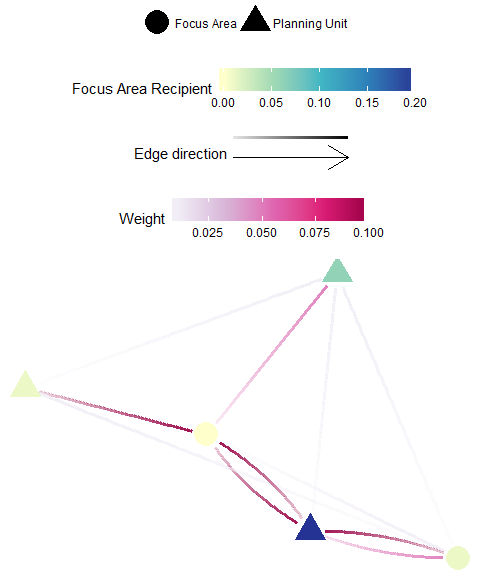 Focus Area Planning Unit
Focus Area Recipient
0.00 0.05 0.10 0.15 0.20
Edge direction
Weight
0.025 0.050 0.075 0.100